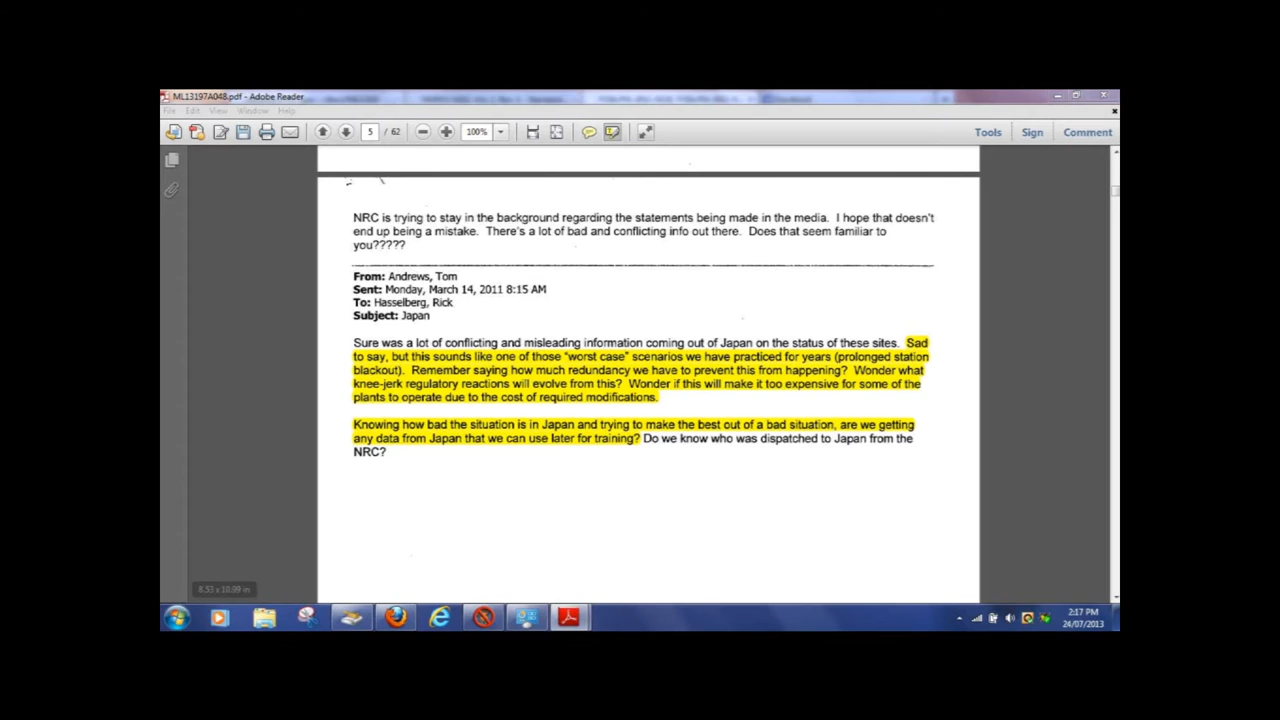 ML13197A048.pdf - Adobe Reader
File Edit View Window Help
5 / 62 100% Tools Sign Comment
NRC is trying to stay in the background regarding the statements being made in the media. I hope that doesn't
end up being a mistake. There's a lot of bad and conflicting info out there. Does that seem familiar to
you?????
From: Andrews, Tom
Sent: Monday, March 14, 2011 8:15 AM
To: Hasselberg, Rick
Subject: Japan
Sure was a lot of conflicting and misleading information coming out of Japan on the status of these sites. Sad
to say, but this sounds like one of those "worst case" scenarios we have practiced for years (prolonged station
blackout). Remember saying how much redundancy we have to prevent this from happening? Wonder what
knee-jerk regulatory reactions will evolve from this? Wonder if this will make it too expensive for some of the
plants to operate due to the cost of required modifications.
Knowing how bad the situation is in Japan and trying to make the best out of a bad situation, are we getting
any data from Japan that we can use later for training? Do we know who was dispatched to Japan from the
NRC?
8.53 x 10.99 in
2:17 PM
24/07/2013